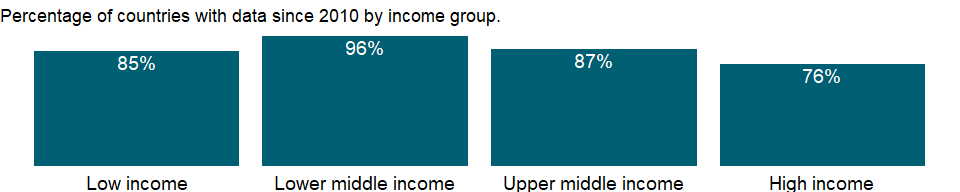 Percentage of countries with data since 2010 by income group.
85%
96%
87%
76%
Low income
Lower middle income
Upper middle income
High income